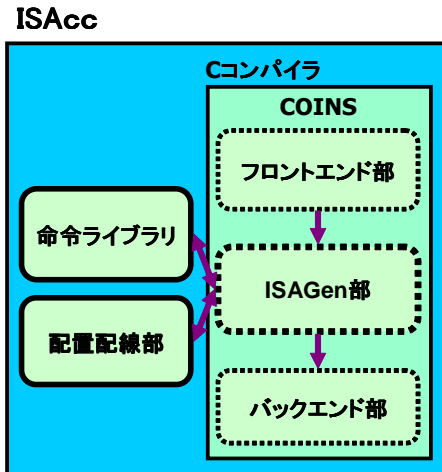 ISAcc
Cコンパイラ
COINS
フロントエンド部
命令ライブラリ
ISAGen部
配置配線部
バックエンド部